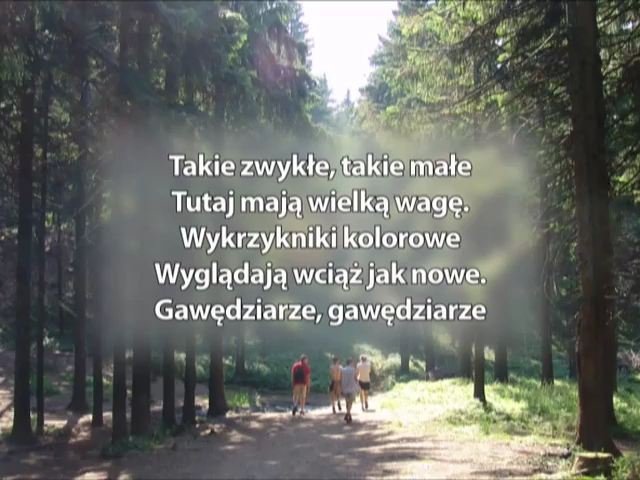 Takie zwykłe, takie małe
Tutaj mają wielką wagę.
Wykrzykniki kolorowe
Wyglądają wciąż jak nowe.
Gawędziarze, gawędziarze